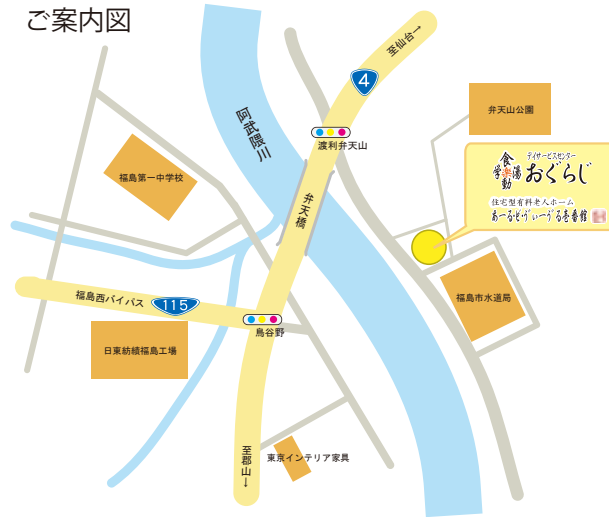 ご案内図
至仙台→
4
弁天山公園
阿武隈川
渡利弁天山
食
学楽湯
動
デイサービスセンター
おぐらじ
住宅型有料老人ホーム
あーるどヴぃーヴる壱番館
福島第一中学校
弁天橋
福島市水道局
福島西バイパス
115
鳥谷野
日東紡績福島工場
東京インテリア家具
至郡山→